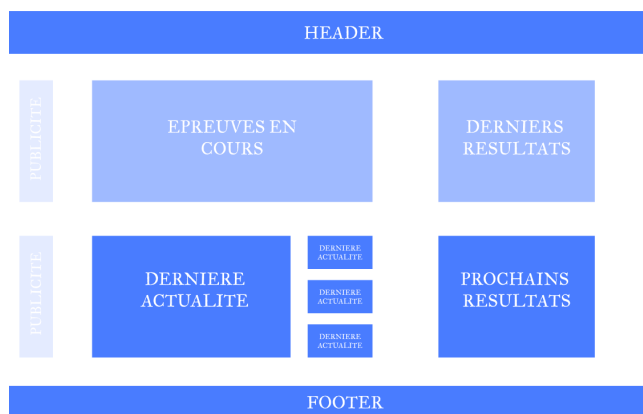 HEADER
PUBLICITE
EPREUVES EN
COURS
DERNIERS
RESULTATS
PUBLICITE
DERNIERE
ACTUALITE
DERNIERE
ACTUALITE
DERNIERE
ACTUALITE
DERNIERE
ACTUALITE
PROCHAINS
RESULTATS
FOOTER